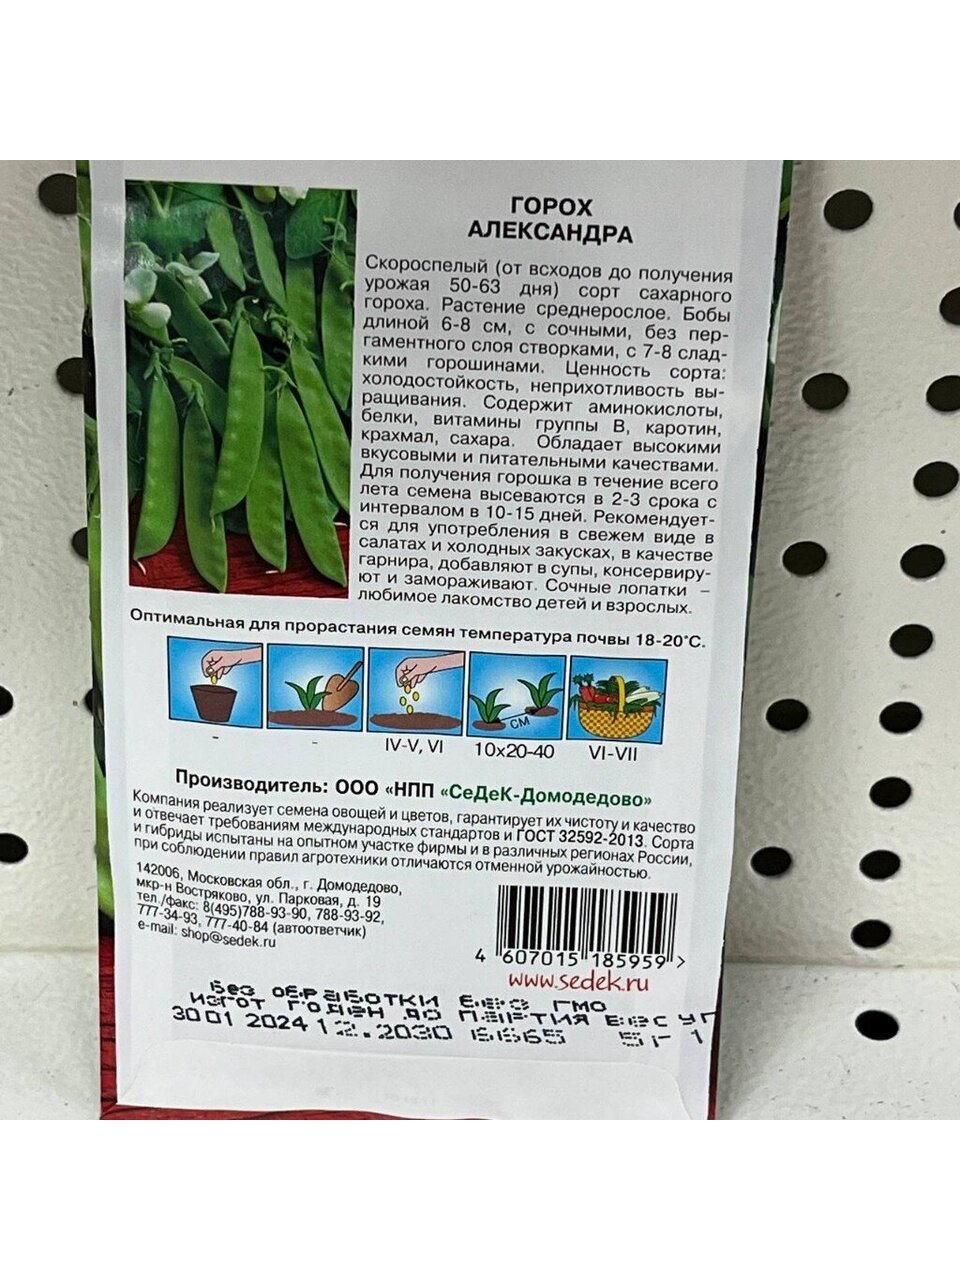 ГОРОХ
АЛЕКСАНДРА
Скороспелый (от всходов до получения
урожая 50-63 дня) сорт сахарного
гороха. Растение среднерослое. Бобы
длиной 6-8 см, с сочными, без пер-
гаментного слоя створками, с 7-8 слад-
кими горошинами. Ценность сорта:
холодостойкость, неприхотливость вы-
ращивания. Содержит аминокислоты,
белки, витамины группы В, каротин,
крахмал, сахара. Обладает высокими
вкусовыми и питательными качествами.
Для получения горошка в течение всего
лета семена высеваются в 2-3 срока с
интервалом в 10-15 дней. Рекомендует-
ся для употребления в свежем виде в
салатах и холодных закусках, в качестве
гарнира, добавляют в супы, консервиру-
ют и замораживают. Сочные лопатки –
любимое лакомство детей и взрослых.
Оптимальная для прорастания семян температура почвы 18-20°С.
СМ
- - IV-V, VI 10x20-40 VI-VII
Производитель: ООО «НПП «СеДеК-Домодедово»
Компания реализует семена овощей и цветов, гарантирует их чистоту и качество
и отвечает требованиям международных стандартов и ГОСТ 32592-2013. Сорта
и гибриды испытаны на опытном участке фирмы и в различных регионах России,
при соблюдении правил агротехники отличаются отменной урожайностью.
142006, Московская обл., г. Домодедово,
мкр-н Востряково, ул. Парковая, д. 19
тел./факс: 8(495)788-93-90, 788-93-92,
777-34-93, 777-40-84 (автоответчик)
e-mail: shop@sedek.ru
4 607015 185959 >
www.sedek.ru
Без ОБРАБОТКИ БЕЗ ГМО
ИЗГОТ ГОДЕН ДО ПАРТИЯ ВЕС УП
30 01 2024 12.2030 6665 5г 1